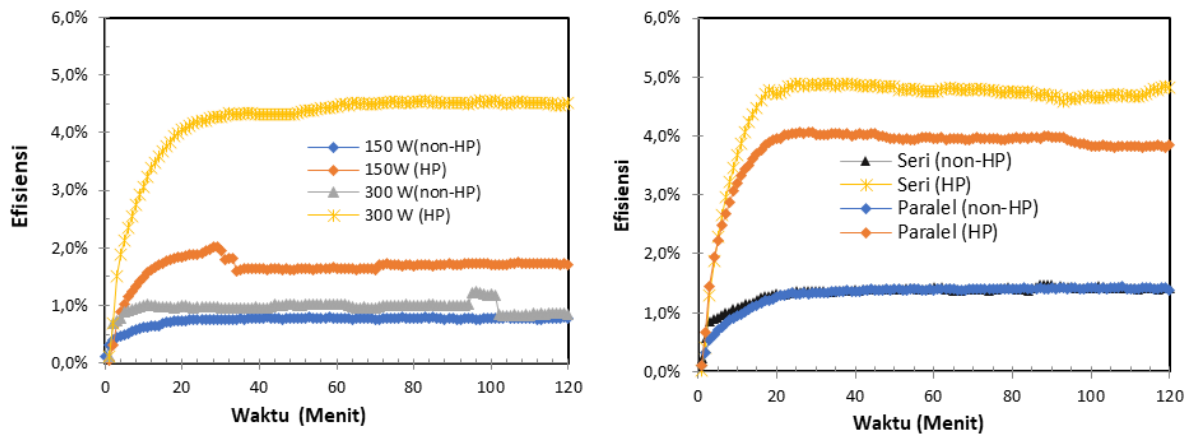 6,0%
5,0%
4,0%
3,0%
2,0%
1,0%
0,0%
Efisiensi
150 W(non-HP)
150W (HP)
300 W(non-HP)
300 W (HP)
0
20
40
60
80
100
120
Waktu (Menit)
6,0%
5,0%
4,0%
3,0%
2,0%
1,0%
0,0%
Efisiensi
Seri (non-HP)
Seri (HP)
Paralel (non-HP)
Paralel (HP)
0
20
40
60
80
100
120
Waktu (Menit)